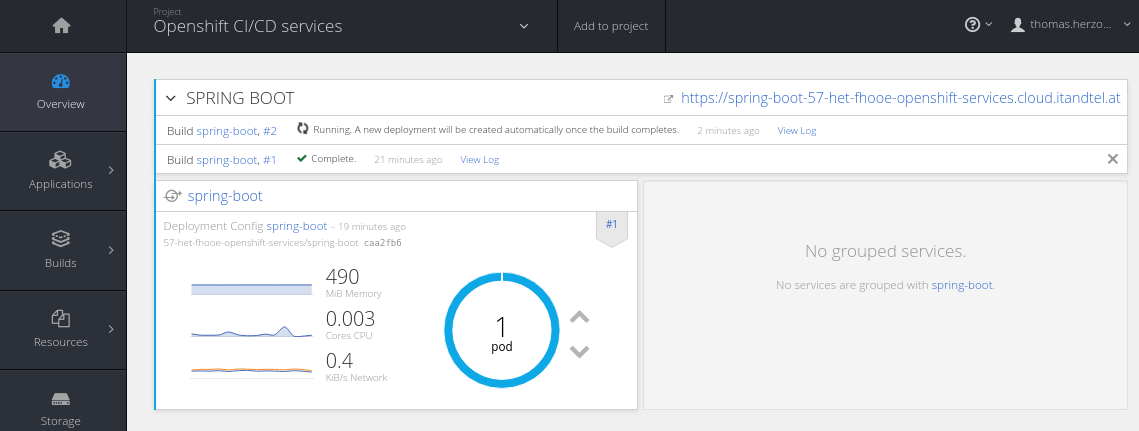 Project
Openshift CI/CD services
Add to project
thomas.herzo...
Overview
Applications
Builds
Resources
Storage
SPRING BOOT
https://spring-boot-57-het-fhooe-openshift-services.cloud.itandtel.at
Build spring-boot, #2 Running. A new deployment will be created automatically once the build completes. 2 minutes ago View Log
Build spring-boot, #1 Complete. 21 minutes ago View Log
spring-boot
Deployment Config spring-boot – 19 minutes ago
#1
57-het-fhooe-openshift-services/spring-boot caa2fb6
490
MiB Memory
0.003
Cores CPU
0.4
KiB/s Network
1
pod
No grouped services.
No services are grouped with spring-boot.